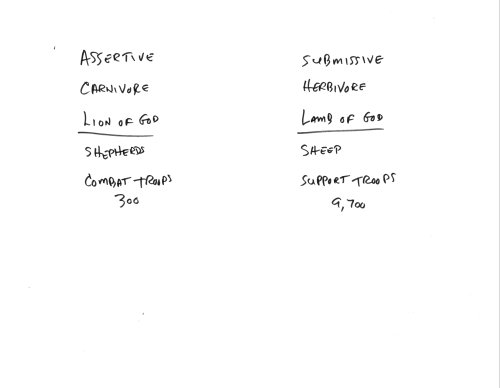 ASSERTIVE
CARNIVORE
LION OF GOD
SHEPHERDS
COMBAT TROOPS
300
SUBMISSIVE
HERBIVORE
LAMB OF GOD
SHEEP
SUPPORT TROOPS
9,700